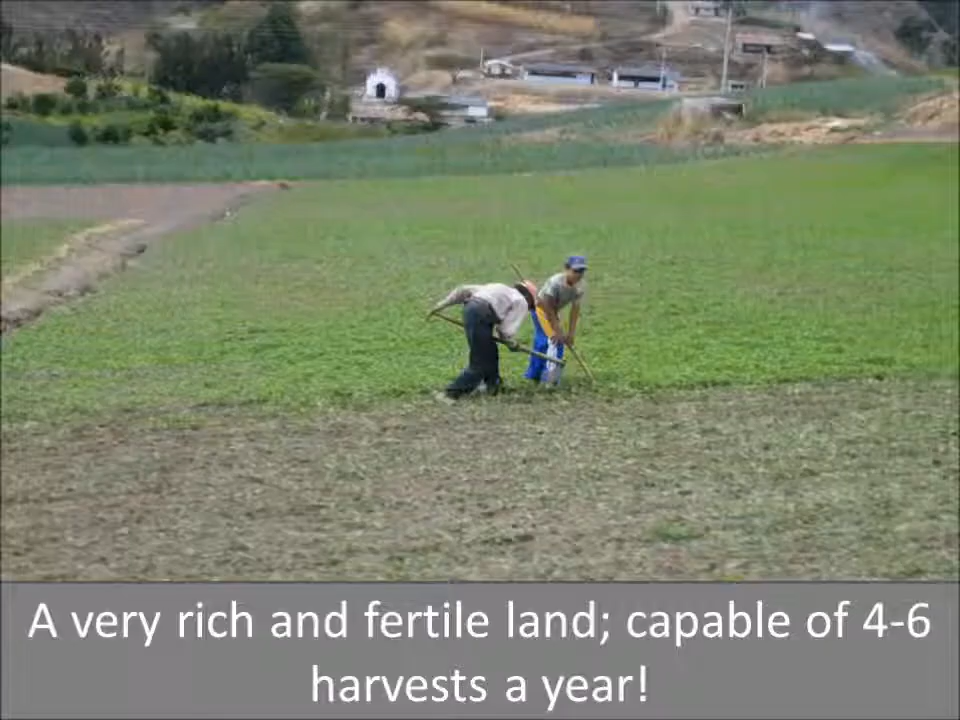 A very rich and fertile land; capable of 4-6
harvests a year!